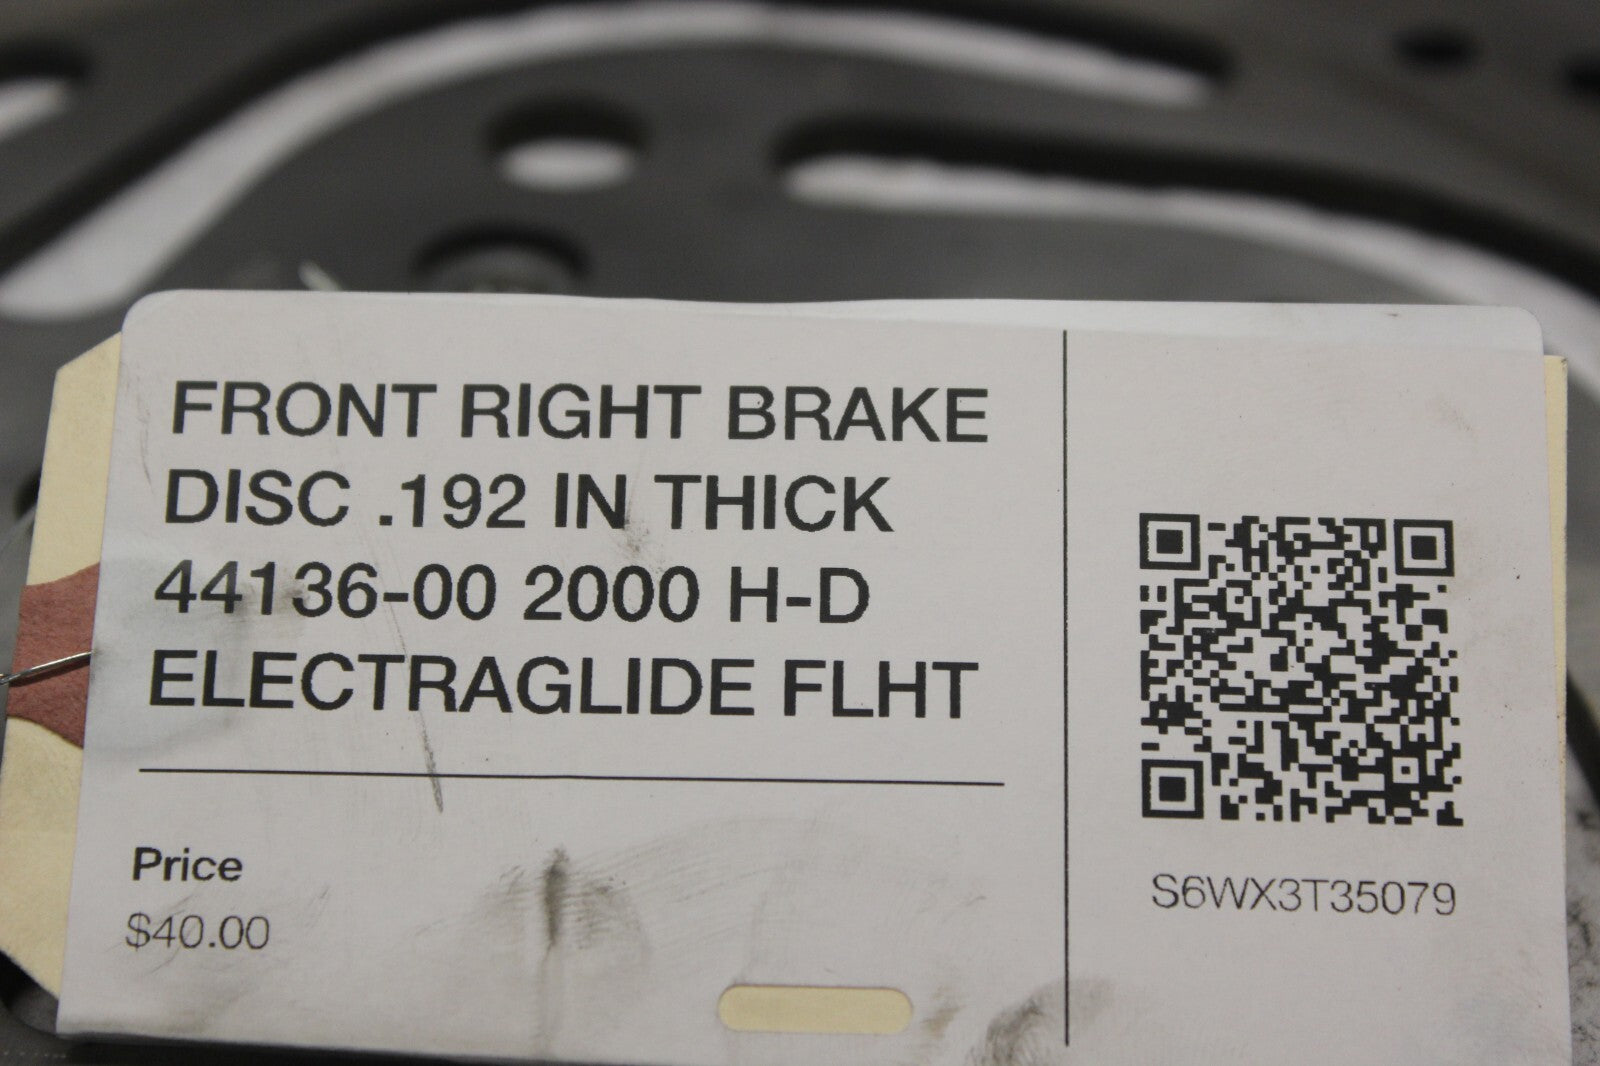 FRONT RIGHT BRAKE
DISC .192 IN THICK
44136-00 2000 H-D
ELECTRAGLIDE FLHT
Price
$40.00
S6WX3T35079